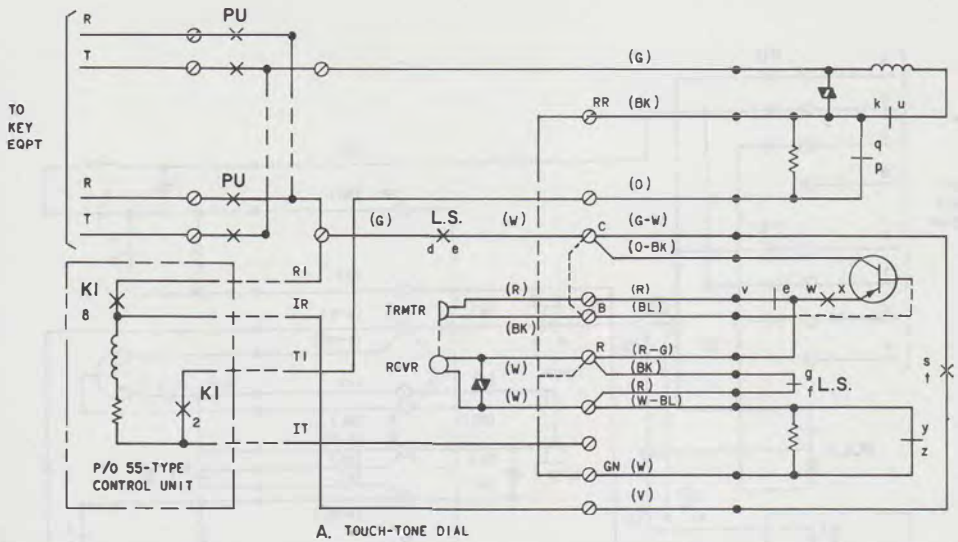 R PU
T (G)
TO
KEY
EQPT
RR (BK) k u
q
p
R PU (O)
T
(G) L.S. (W) C (G-W)
d e (O-BK)
RI
KI
8
IR
TRMTR (R) (R) v e w x
(BK) B (BL)
TI
RCVR (W) R (R-G)
(BK) g
f L.S.
s
t
KI
2
(R)
(W) (W-BL)
y
z
IT
P/O 55-TYPE
CONTROL UNIT
GN (W)
(V)
A. TOUCH-TONE DIAL